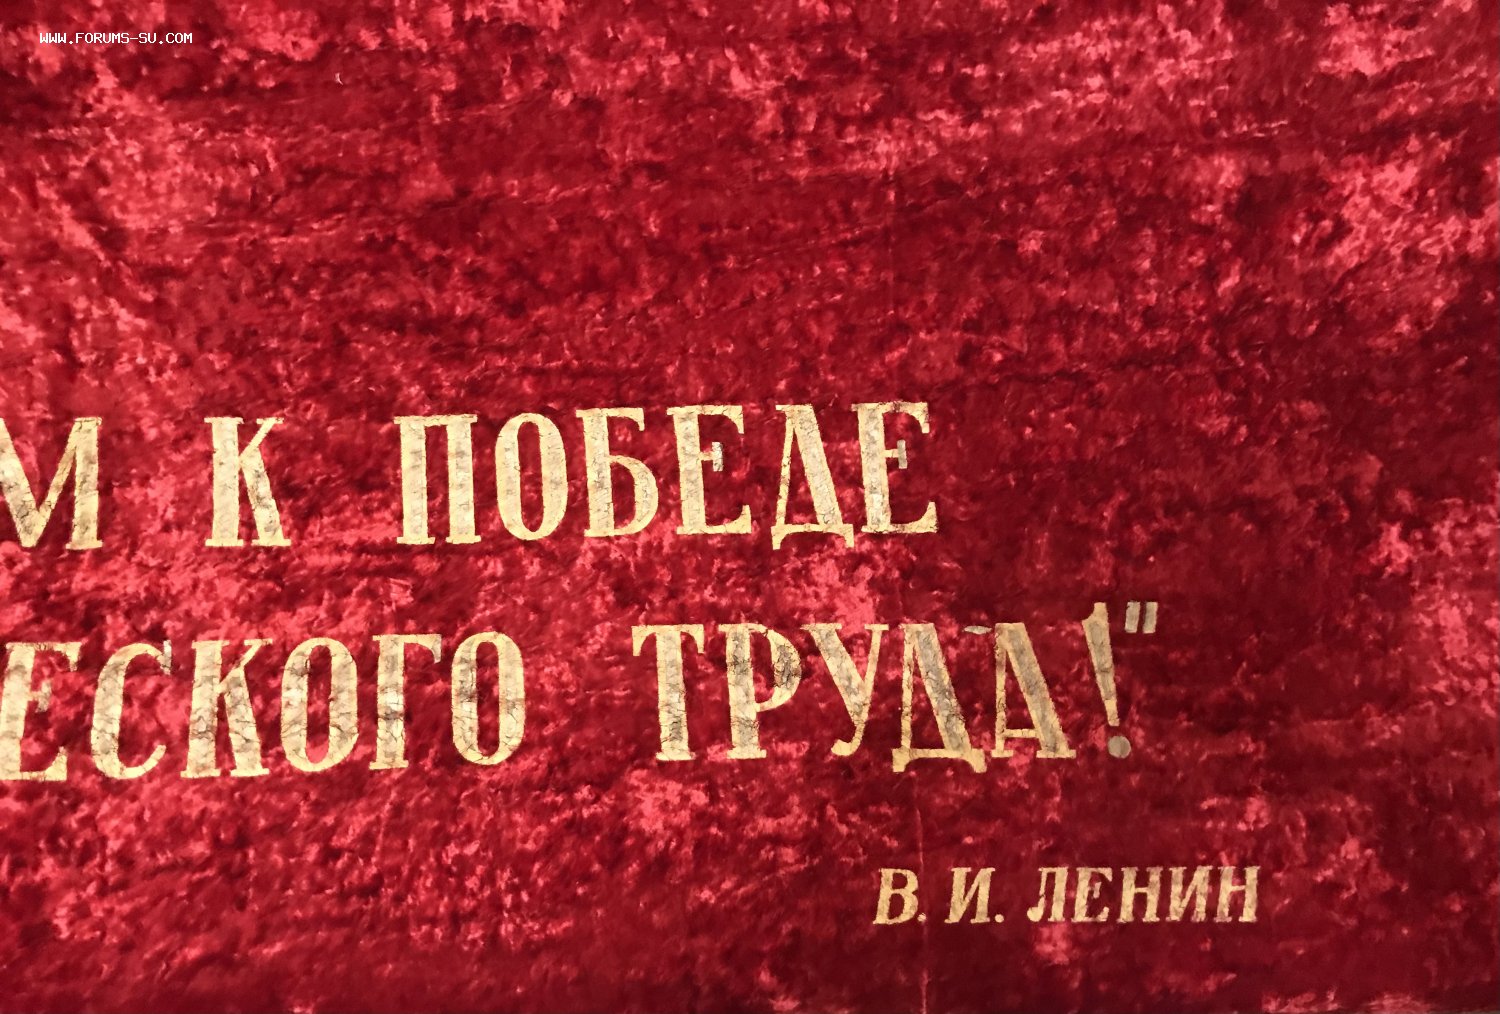 WWW.FORUMS-SU.COM
М К ПОБЕДЕ
ЕСКОГО ТРУДА!"
В. И. ЛЕНИН